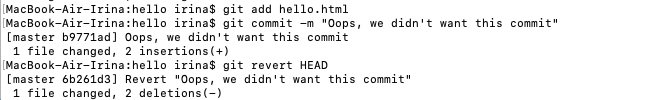 MacBook-Air-Irina:hello irina$ git add hello.html
MacBook-Air-Irina:hello irina$ git commit -m "Oops, we didn't want this commit"
[master b9771ad] Oops, we didn't want this commit
1 file changed, 2 insertions(+)
MacBook-Air-Irina:hello irina$ git revert HEAD
[master 6b261d3] Revert "Oops, we didn't want this commit"
1 file changed, 2 deletions(-)